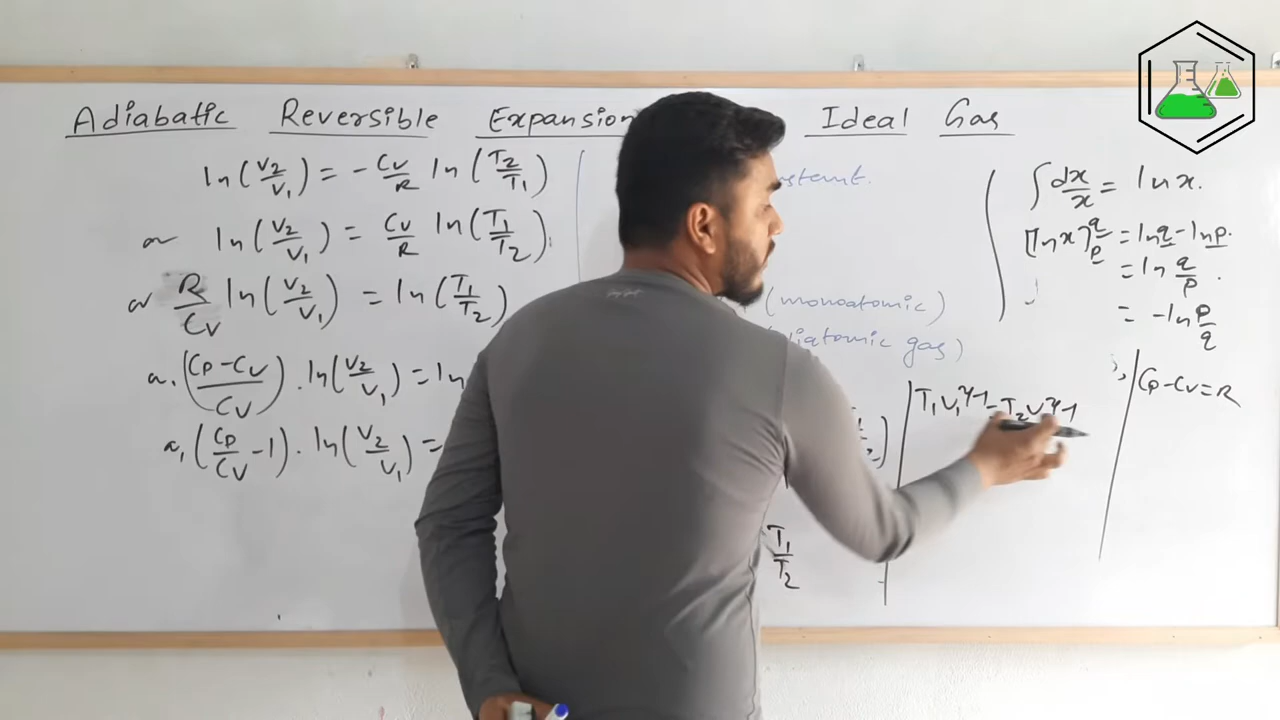 Adiabatic Reversible Expansion Ideal Gas
ln(V2/V1) = -Cv/R ln(T2/T1)
or ln(V2/V1) = Cv/R ln(T1/T2)
or R/Cv ln(V2/V1) = ln(T1/T2)
or, (Cp-Cv/Cv) . ln(V2/V1) = ln
or, (Cp/Cv -1) . ln(V2/V1) =
(monoatomic)
gas)
T1/T2
T1V1^γ-1 = T2V2^γ-1
∫dx/x = ln x.
[ln x]^q_p = ln q - ln p.
= ln q/p .
= -ln p/q
Cp-Cv=R